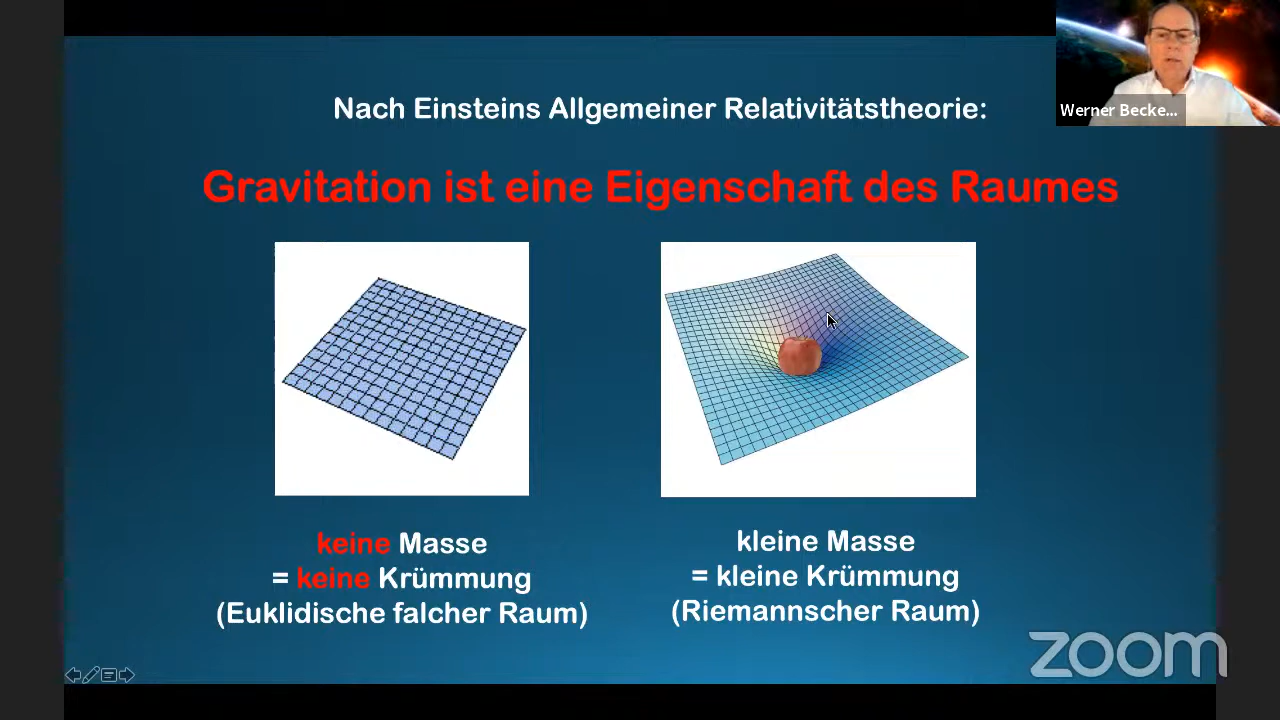 Nach Einsteins Allgemeiner Relativitätstheorie:
Werner Becke...
Gravitation ist eine Eigenschaft des Raumes
keine Masse
= keine Krümmung
(Euklidische falcher Raum)
kleine Masse
= kleine Krümmung
(Riemannscher Raum)
zoom